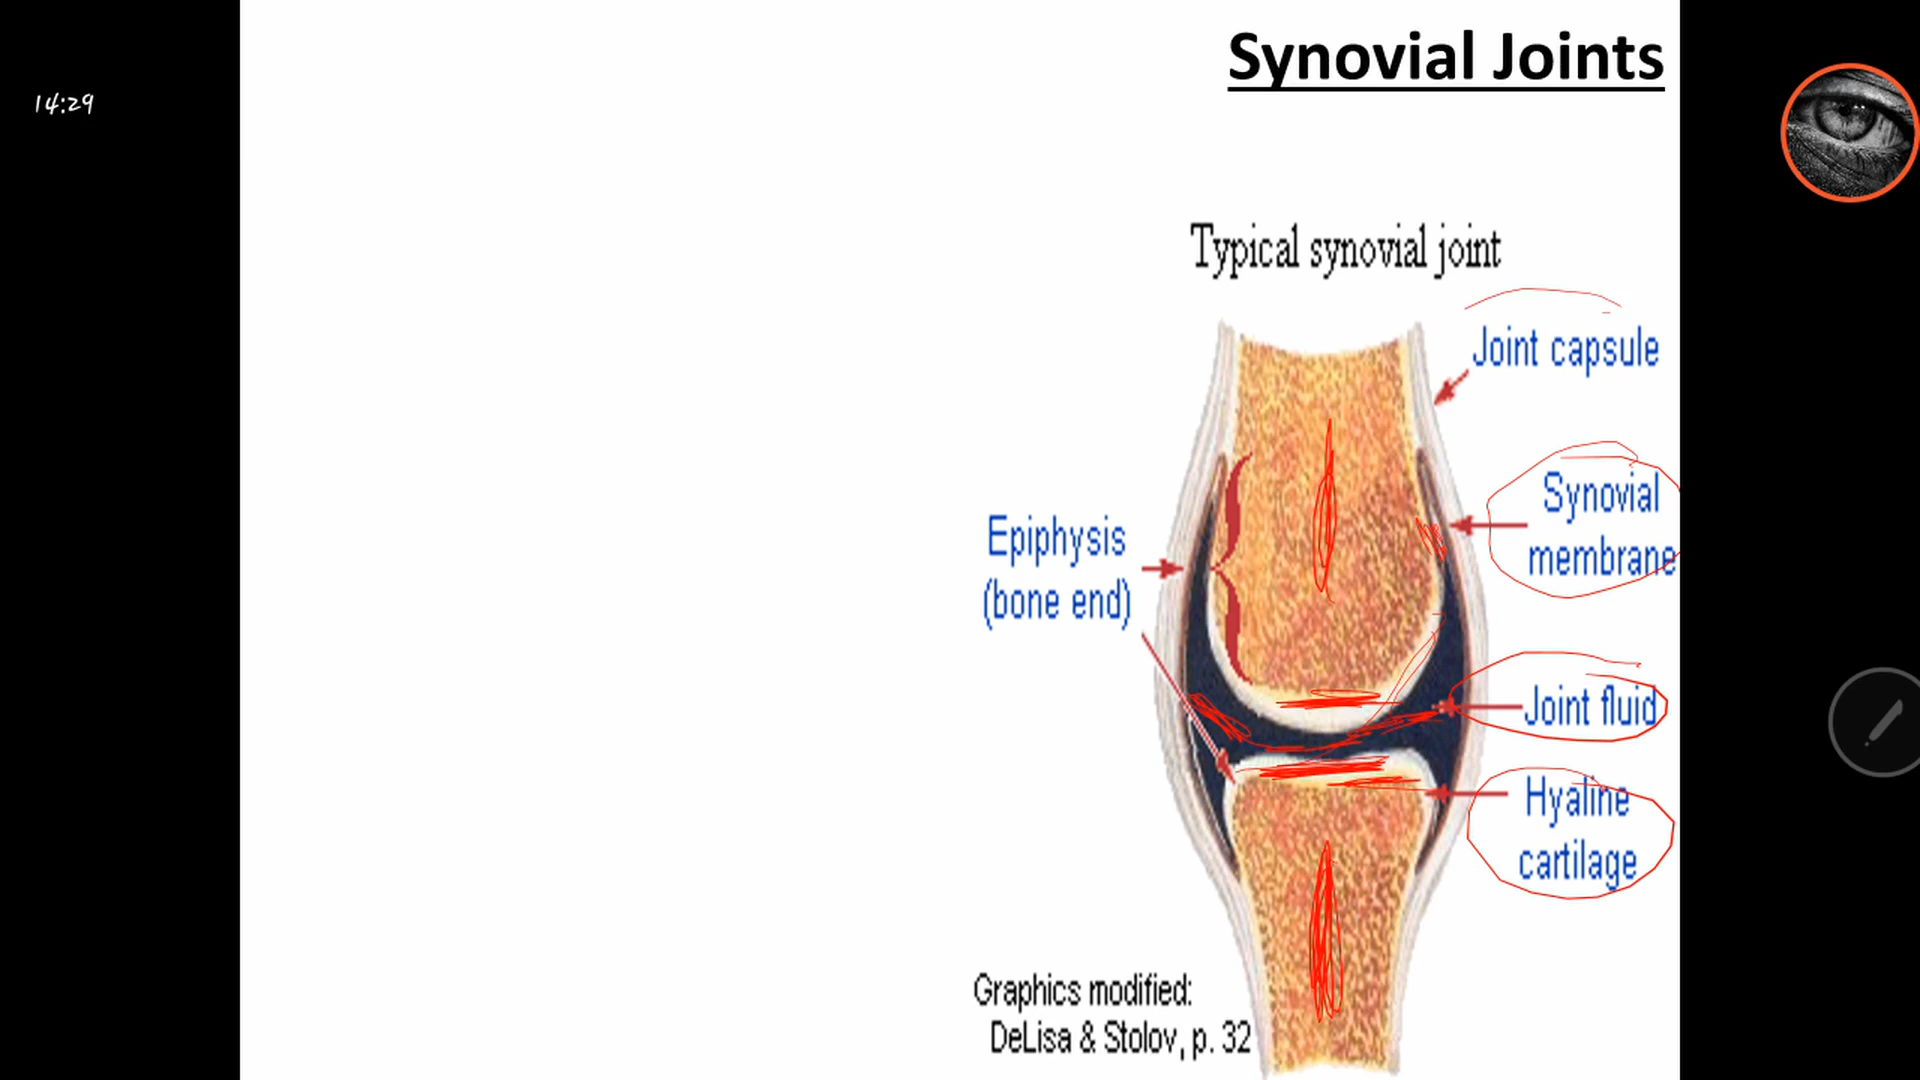 14:29
Synovial Joints
Typical synovial joint
Joint capsule
Synovial
membrane
Epiphysis
(bone end)
Joint fluid
Hyaline
cartilage
Graphics modified:
DeLisa & Stolov, p. 32